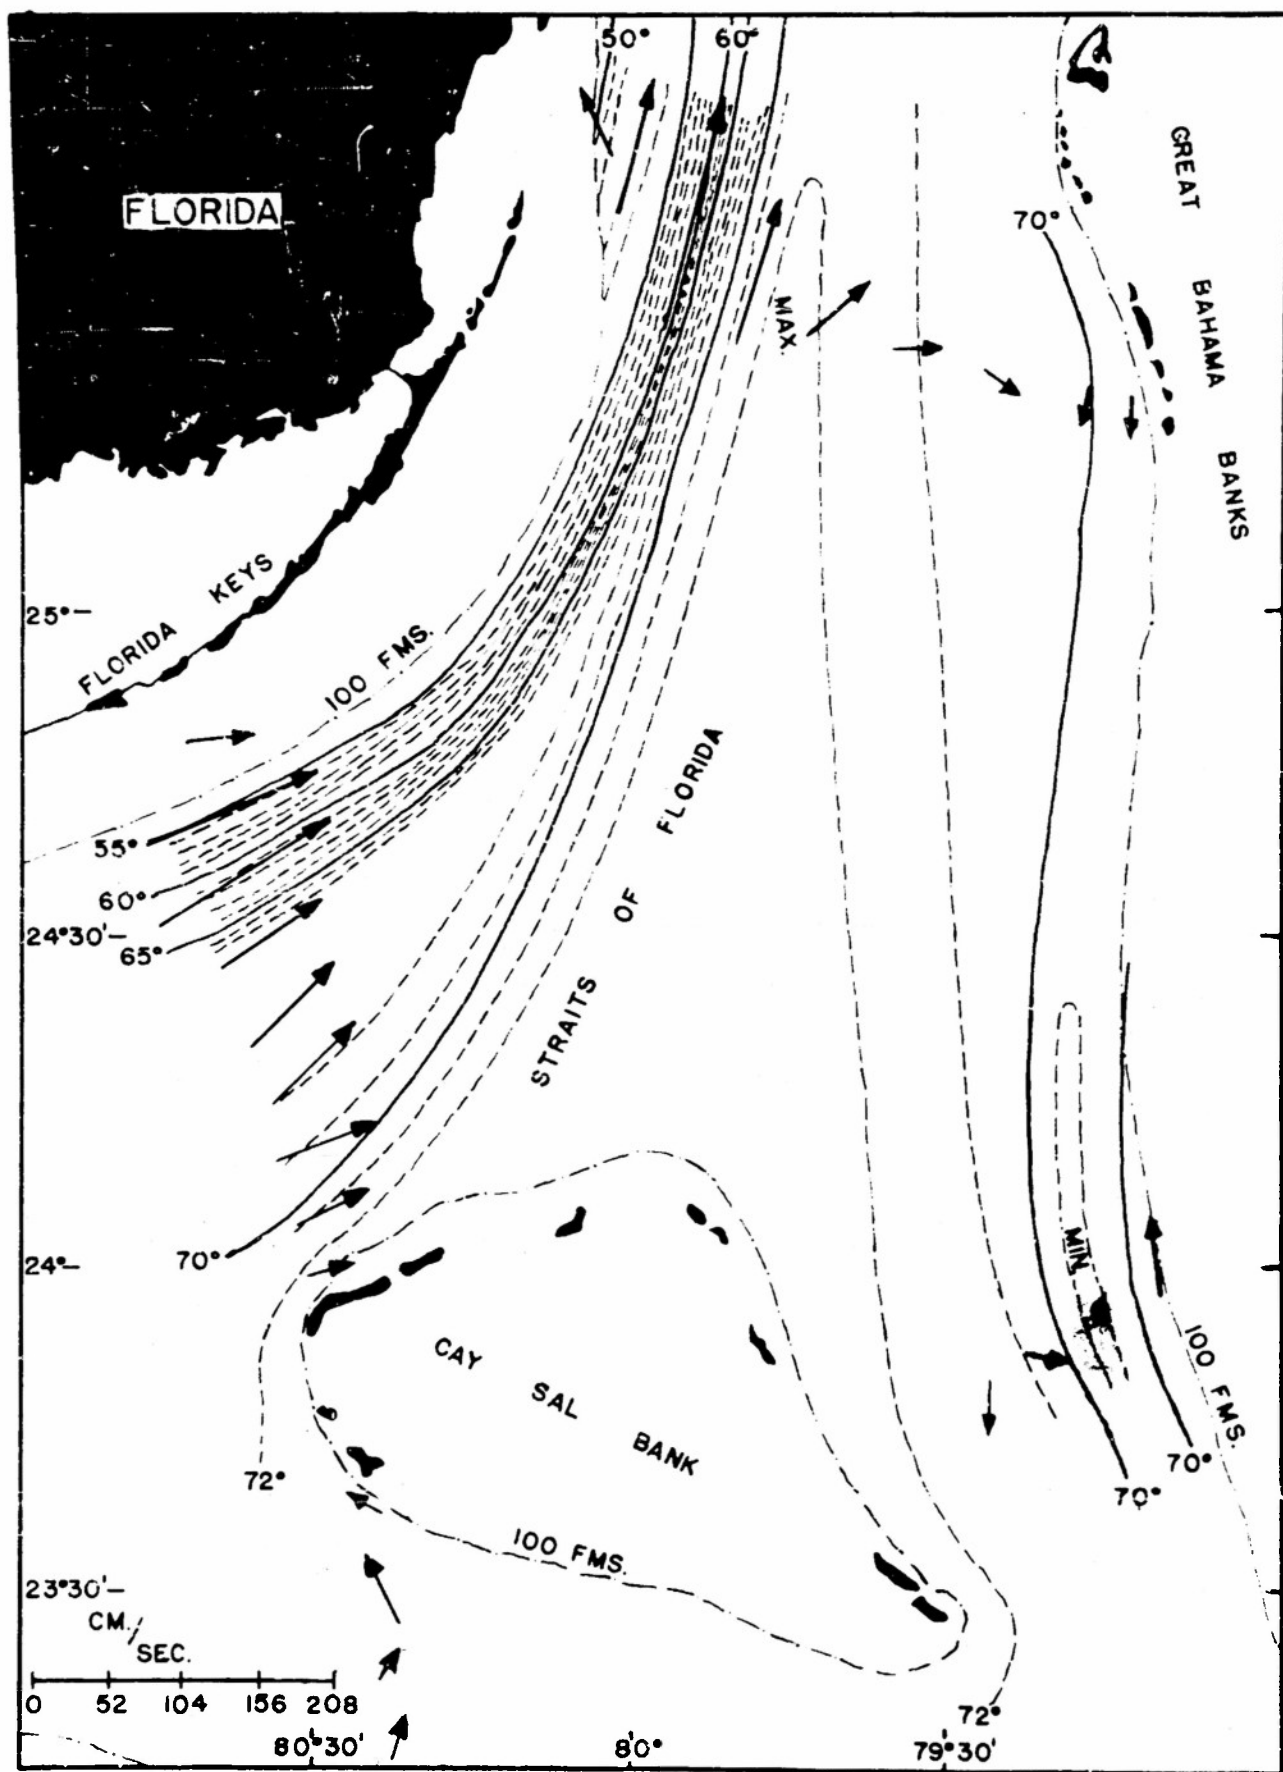 50° 60°
FLORIDA
GREAT
BAHAMA
BANKS
70°
MAX.
FLORIDA KEYS
25°
100 FMS.
STRAITS OF FLORIDA
55°
60°
65°
24°30'
70°
24°
MIN.
CAY SAL BANK
100 FMS.
72°
70°
70°
100 FMS.
23°30'
CM./SEC.
0 52 104 156 208
72°
80°30' 80° 79°30'